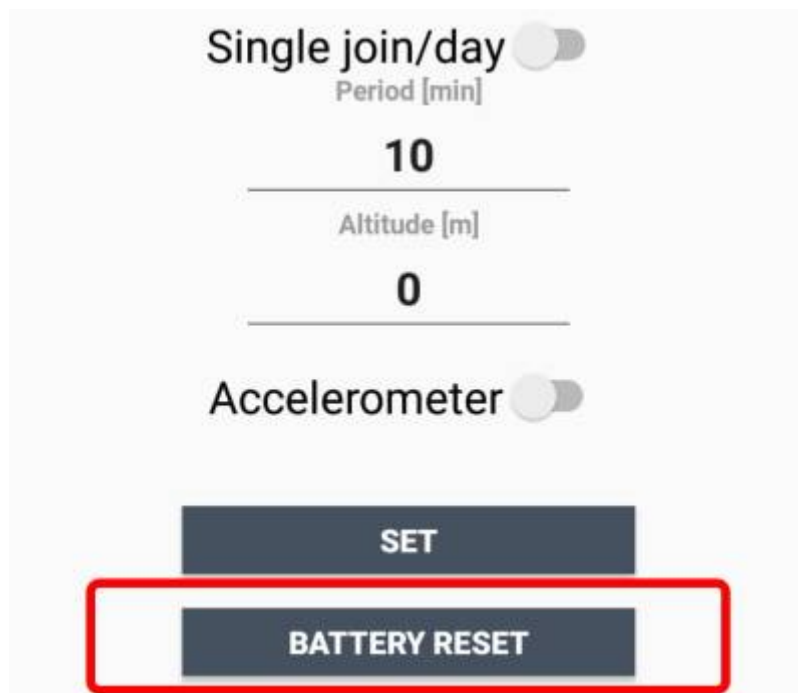 Single join/day
Period [min]
10
Altitude [m]
0
Accelerometer
SET
BATTERY RESET